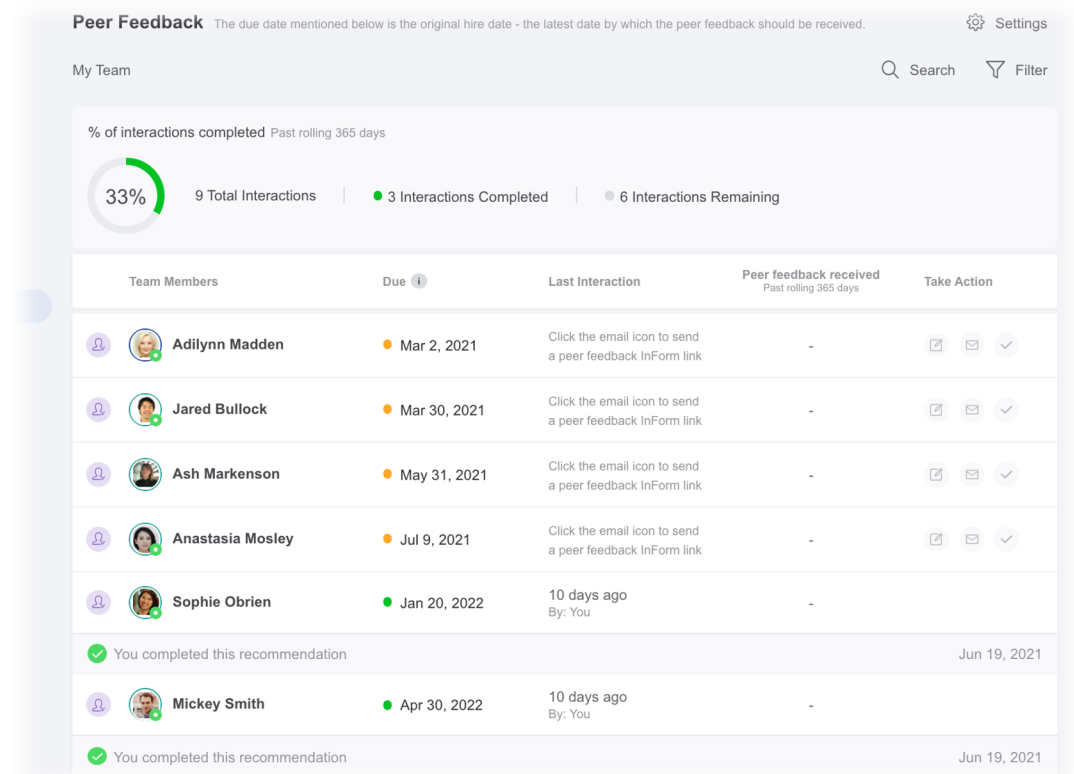 Peer Feedback The due date mentioned below is the original hire date - the latest date by which the peer feedback should be received. Settings
My Team Search Filter
% of interactions completed Past rolling 365 days
33% 9 Total Interactions 3 Interactions Completed 6 Interactions Remaining
Team Members Due i Last Interaction Peer feedback received Take Action
Past rolling 365 days
Adilynn Madden Mar 2, 2021 Click the email icon to send -
a peer feedback InForm link
Jared Bullock Mar 30, 2021 Click the email icon to send -
a peer feedback InForm link
Ash Markenson May 31, 2021 Click the email icon to send -
a peer feedback InForm link
Anastasia Mosley Jul 9, 2021 Click the email icon to send -
a peer feedback InForm link
Sophie Obrien Jan 20, 2022 10 days ago -
By: You
You completed this recommendation Jun 19, 2021
Mickey Smith Apr 30, 2022 10 days ago -
By: You
You completed this recommendation Jun 19, 2021